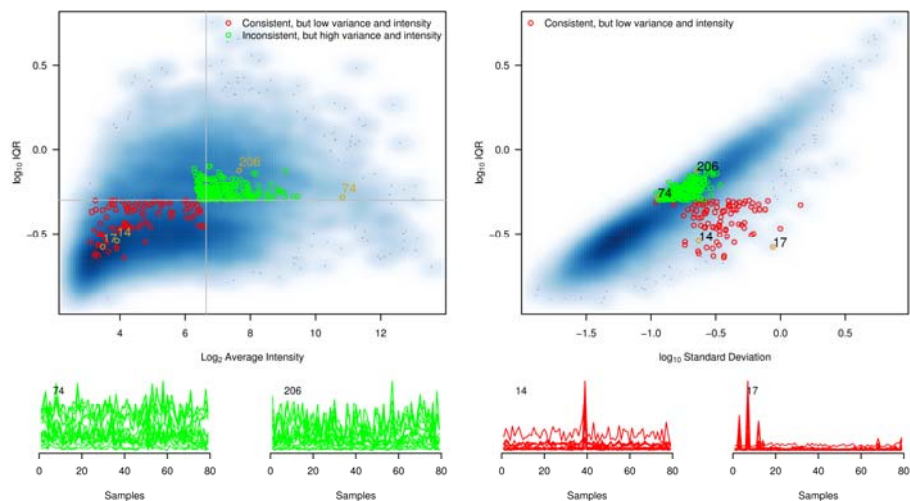 Consistent, but low variance and intensity
Inconsistent, but high variance and intensity
log₁₀ IQR
0.5
0.0
−0.5
206
74
17
14
4
6
8
10
12
Log₂ Average Intensity
Consistent, but low variance and intensity
log₁₀ IQR
0.5
0.0
−0.5
206
74
14
17
−1.5
−1.0
−0.5
0.0
0.5
log₁₀ Standard Deviation
74
0 20 40 60 80
Samples
206
0 20 40 60 80
Samples
14
0 20 40 60 80
Samples
17
0 20 40 60 80
Samples